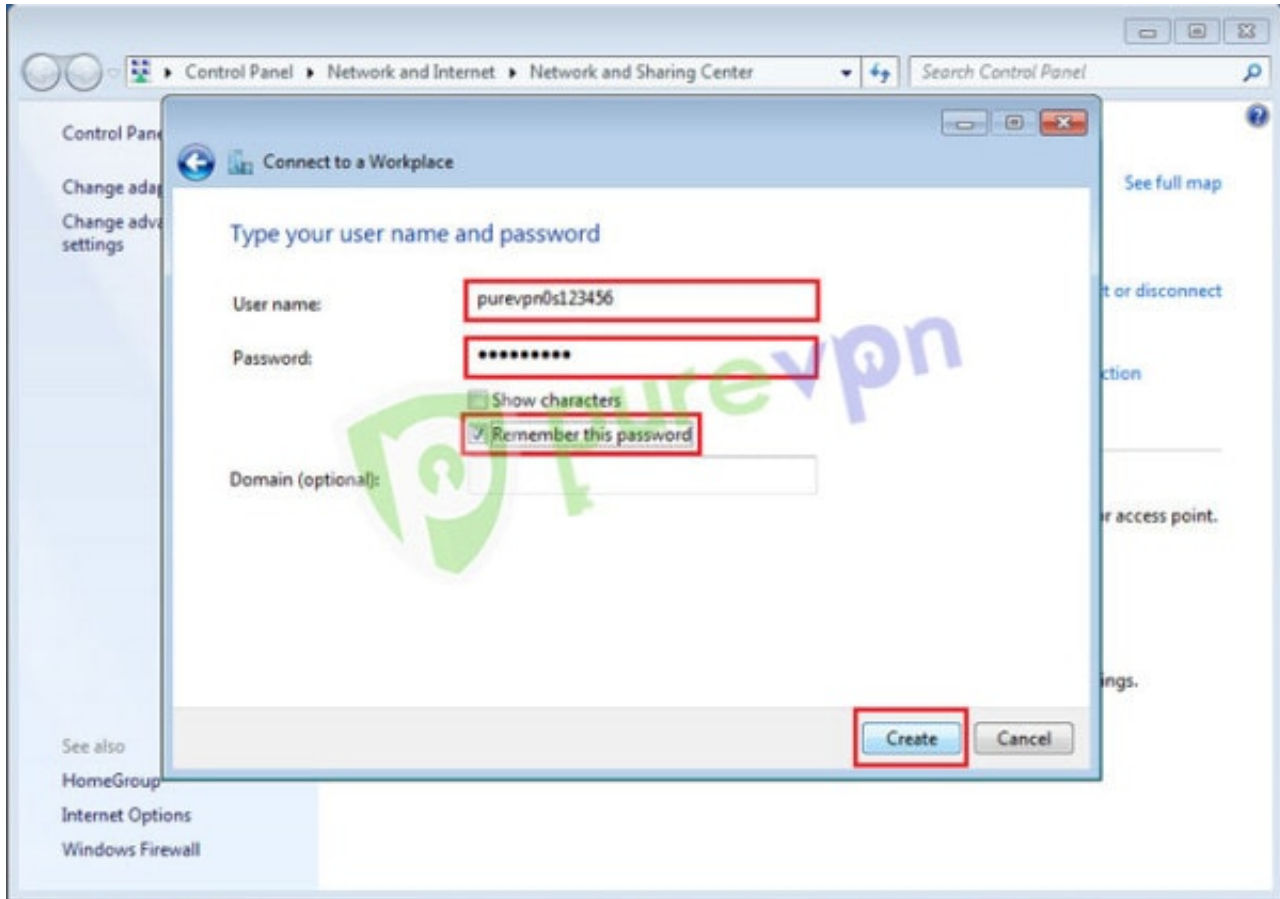 Control Panel ▸ Network and Internet ▸ Network and Sharing Center
Search Control Panel
Control Pane
Change adap
Change adva
settings
Connect to a Workplace
See full map
Type your user name and password
User name:
purevpn0s123456
t or disconnect
Password:
•••••••••
ction
Show characters
Remember this password
Domain (optional):
purevpn
r access point.
ings.
Create
Cancel
See also
HomeGroup
Internet Options
Windows Firewall